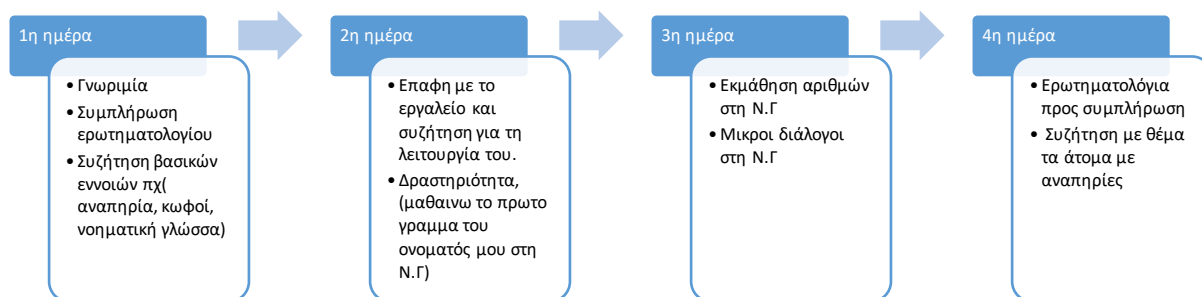 1η ημέρα
• Γνωριμία
• Συμπλήρωση
ερωτηματολογίου
• Συζήτηση βασικών
εννοιών πχ(
αναπηρία, κωφοί,
νοηματική γλώσσα)
2η ημέρα
• Επαφη με το
εργαλείο και
συζήτηση για τη
λειτουργία του.
• Δραστηριότητα,
(μαθαινω το πρωτο
γραμμα του
ονοματός μου στη
Ν.Γ)
3η ημέρα
• Εκμάθηση αριθμών
στη Ν.Γ
• Μικροι διάλογοι
στη Ν.Γ
4η ημέρα
• Ερωτηματολόγια
προς συμπλήρωση
• Συζήτηση με θέμα
τα άτομα με
αναπηρίες